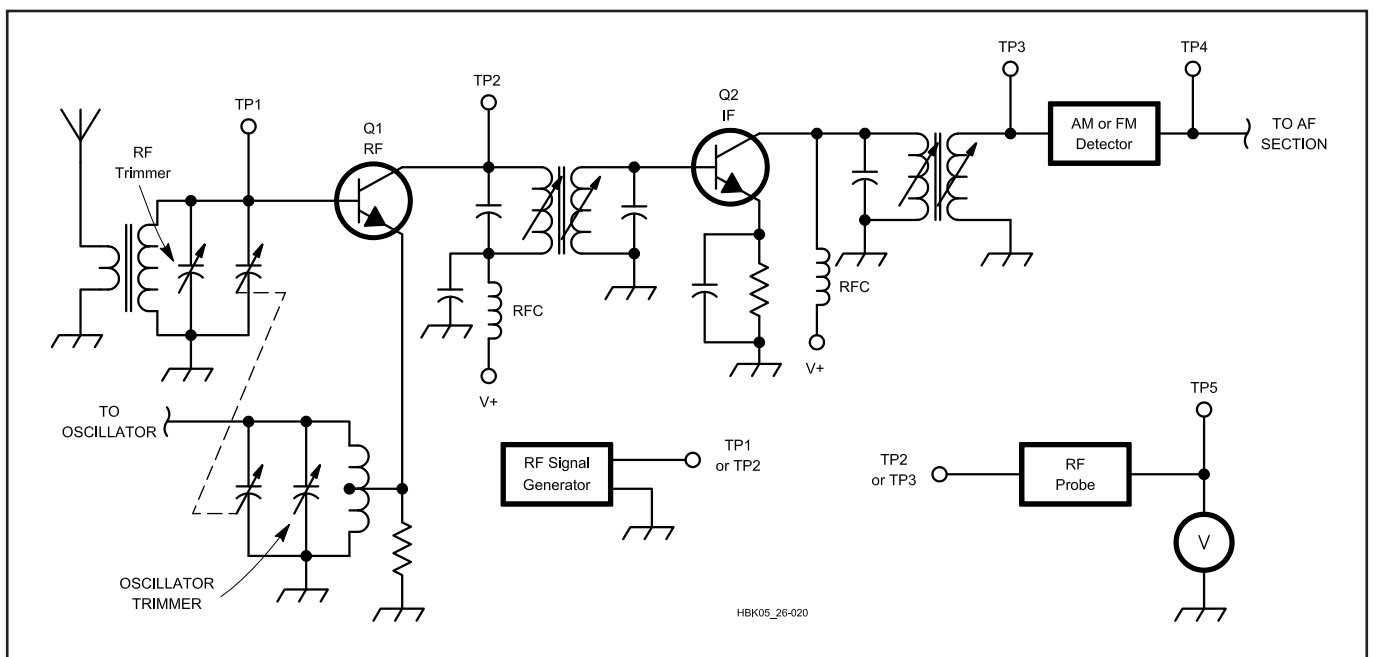 TP3
TP4
TP2
TP1
Q1
RF
Q2
IF
RF
Trimmer
AM or FM
Detector
TO AF
SECTION
RFC
V+
RFC
V+
TO
OSCILLATOR
OSCILLATOR
TRIMMER
RF Signal
Generator
TP1
or TP2
TP2
or TP3
RF
Probe
TP5
V
HBK05_26-020